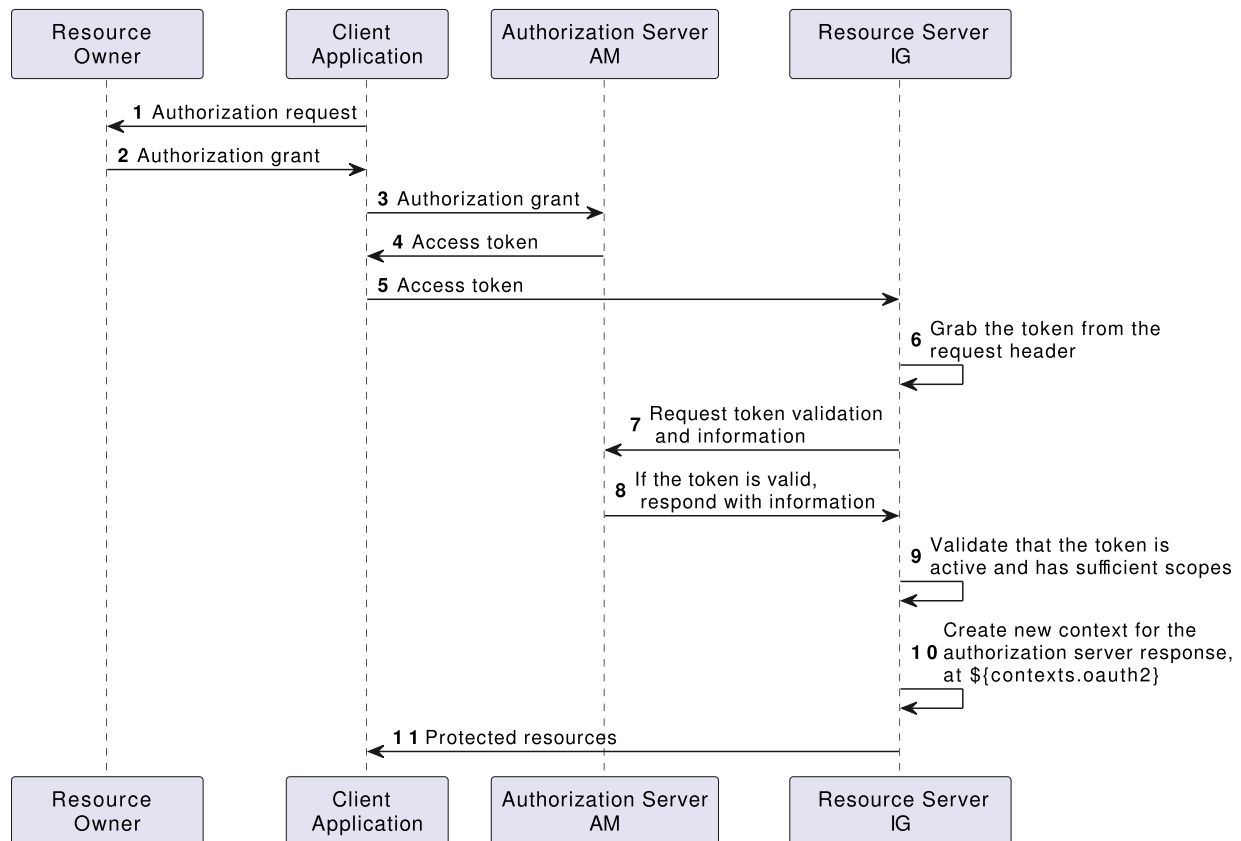 Resource
Owner
Client
Application
Authorization Server
AM
Resource Server
IG
1 Authorization request
2 Authorization grant
3 Authorization grant
4 Access token
5 Access token
6 Grab the token from the
request header
7 Request token validation
and information
8 If the token is valid,
respond with information
9 Validate that the token is
active and has sufficient scopes
Create new context for the
10 authorization server response,
at ${contexts.oauth2}
11 Protected resources
Resource
Owner
Client
Application
Authorization Server
AM
Resource Server
IG